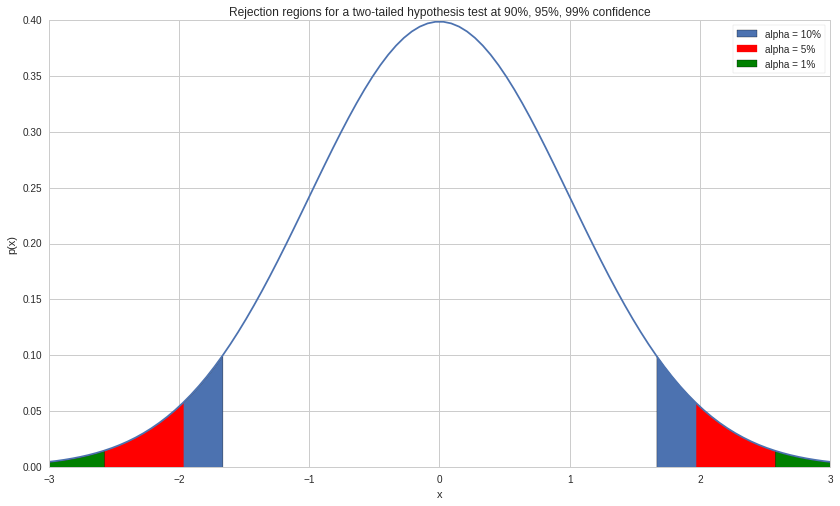 Rejection regions for a two-tailed hypothesis test at 90%, 95%, 99% confidence
alpha = 10%
alpha = 5%
alpha = 1%
p(x)
0.40
0.35
0.30
0.25
0.20
0.15
0.10
0.05
0.00
−3
−2
−1
0
1
2
3
x